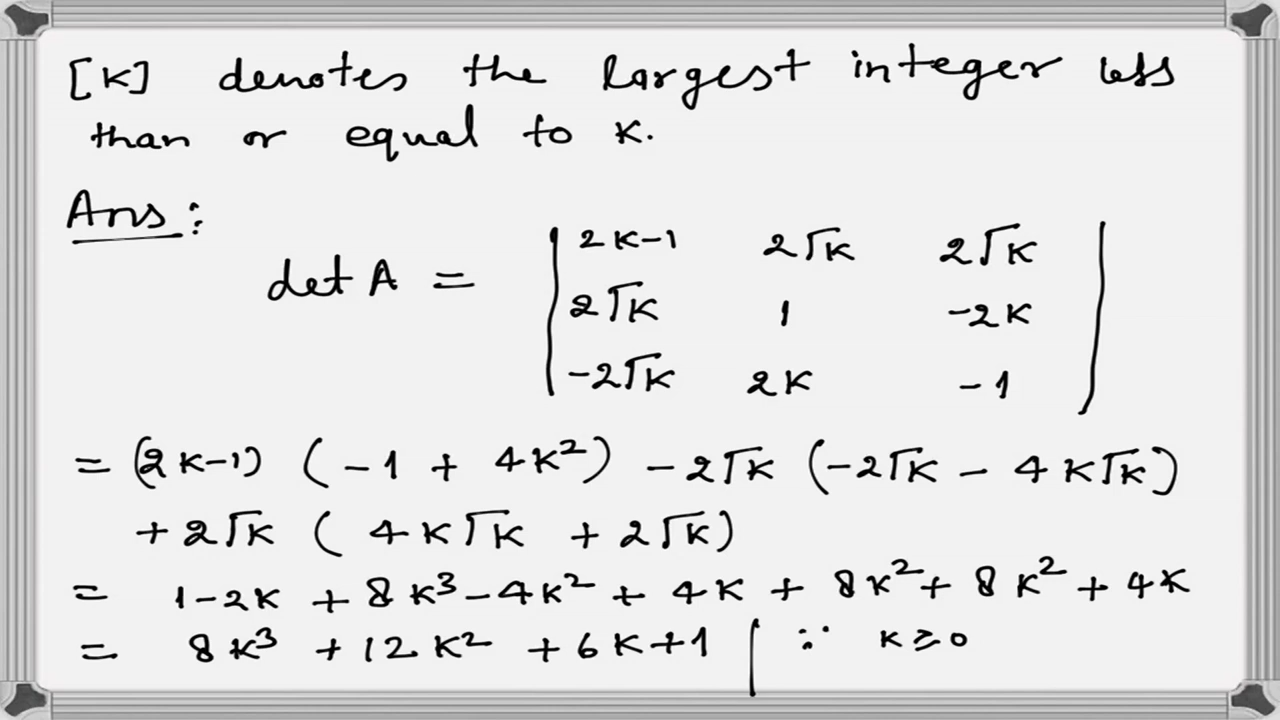 [K] denotes the largest integer less
than or equal to K.
Ans:
det A = | 2K-1 2√K 2√K |
| 2√K 1 -2K |
| -2√K 2K -1 |
= (2K-1) (-1 + 4K²) - 2√K (-2√K - 4K√K)
+ 2√K (4K√K + 2√K)
= 1-2K + 8K³ - 4K² + 4K + 8K² + 8K² + 4K
= 8K³ + 12K² + 6K + 1 | ∵ K ≥ 0